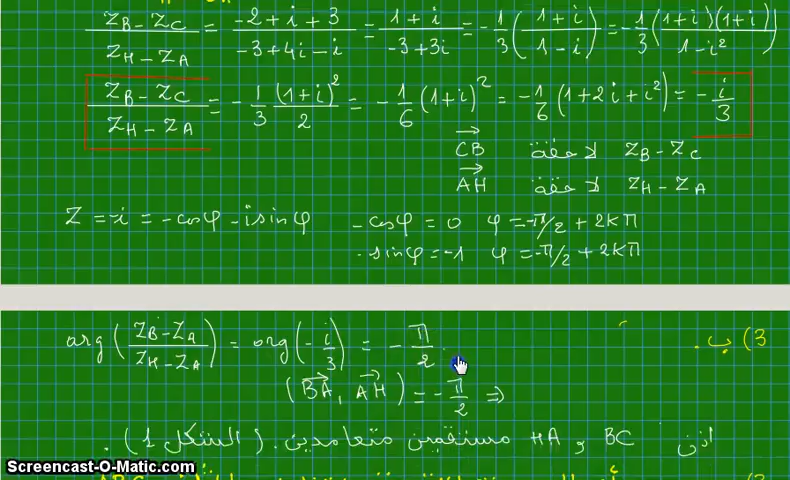 (Z_B - Z_C)/(Z_H - Z_A) = (-2+i+3)/(-3+4i-i) = (1+i)/(-3+3i) = -1/3 ((1+i)/(1-i)) = -1/3 ((1+i)(1+i)/(1-i²))
(Z_B - Z_C)/(Z_H - Z_A) = -1/3 (1+i)²/2 = -1/6 (1+i)² = -1/6 (1+2i+i²) = -i/3
CB لاحقة Z_B - Z_C
AH لاحقة Z_H - Z_A
Z = -i = -cosφ - i sinφ -cosφ = 0 φ = -π/2 + 2Kπ
-sinφ = -1 φ = -π/2 + 2Kπ
3) ب.
arg((Z_B - Z_A)/(Z_H - Z_A)) = arg(-i/3) = -π/2.
(BA, AH) = -π/2 ⇒
اذن BC و HA مستقيمين متعامدين. (الشكل 1).
Screencast-O-Matic.com